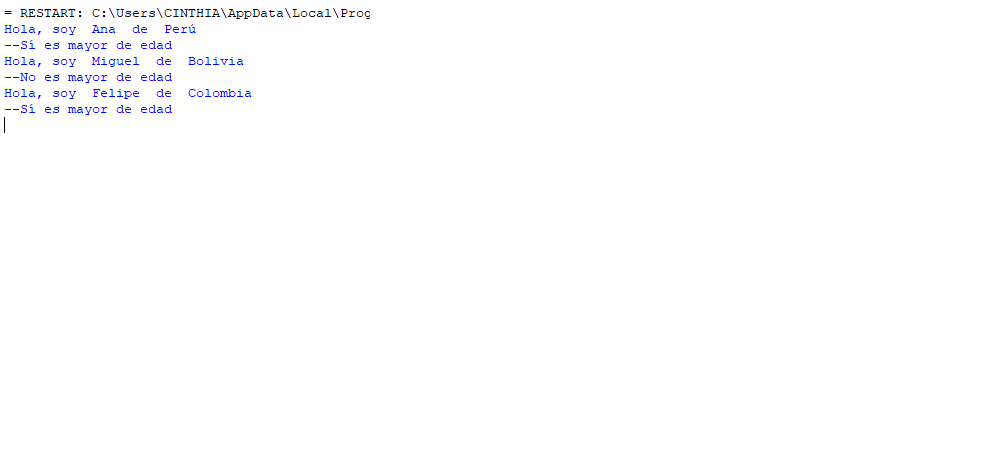 = RESTART: C:\Users\CINTHIA\AppData\Local\Prog
Hola, soy  Ana  de  Perú
--Sí es mayor de edad
Hola, soy  Miguel  de  Bolivia
--No es mayor de edad
Hola, soy  Felipe  de  Colombia
--Sí es mayor de edad